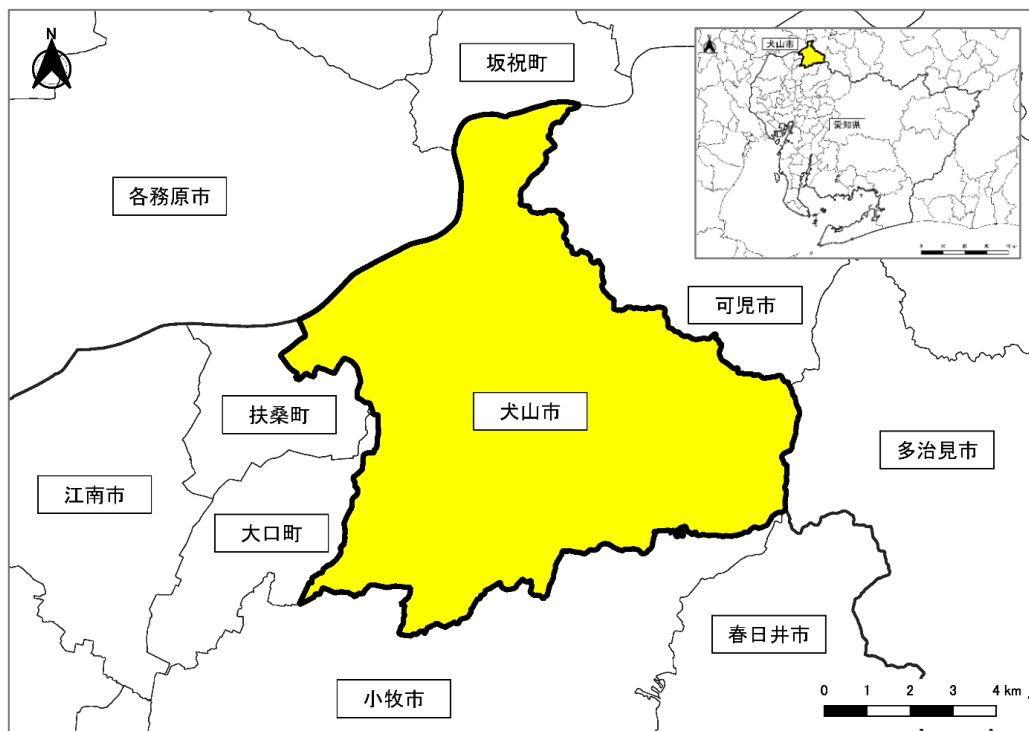 N
坂祝町
犬山市
愛知県
各務原市
可児市
扶桑町
犬山市
多治見市
江南市
大口町
春日井市
小牧市
0 1 2 3 4 km